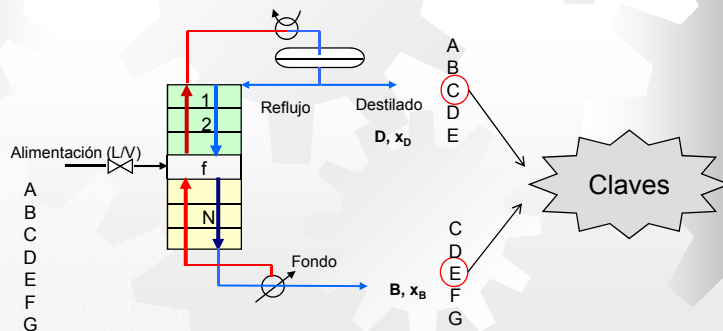 1
2
Reflujo
Destilado
D, xD
A
B
C
D
E
Alimentación (L/V)
f
N
A
B
C
D
E
F
G
Claves
Fondo
B, xB
C
D
E
F
G